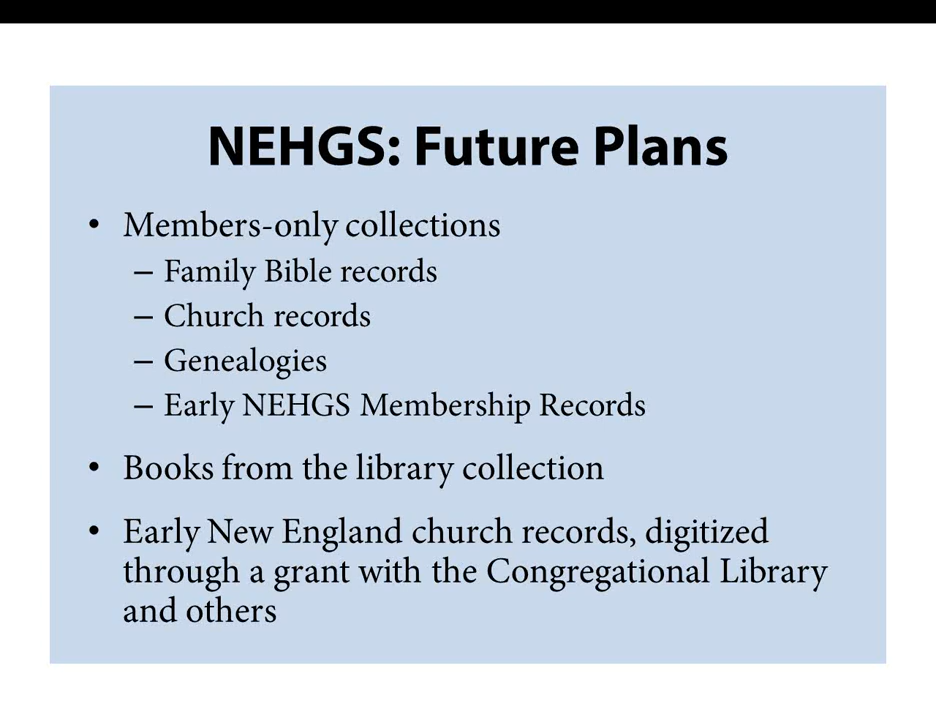 NEHGS: Future Plans
• Members-only collections
– Family Bible records
– Church records
– Genealogies
– Early NEHGS Membership Records
• Books from the library collection
• Early New England church records, digitized
through a grant with the Congregational Library
and others